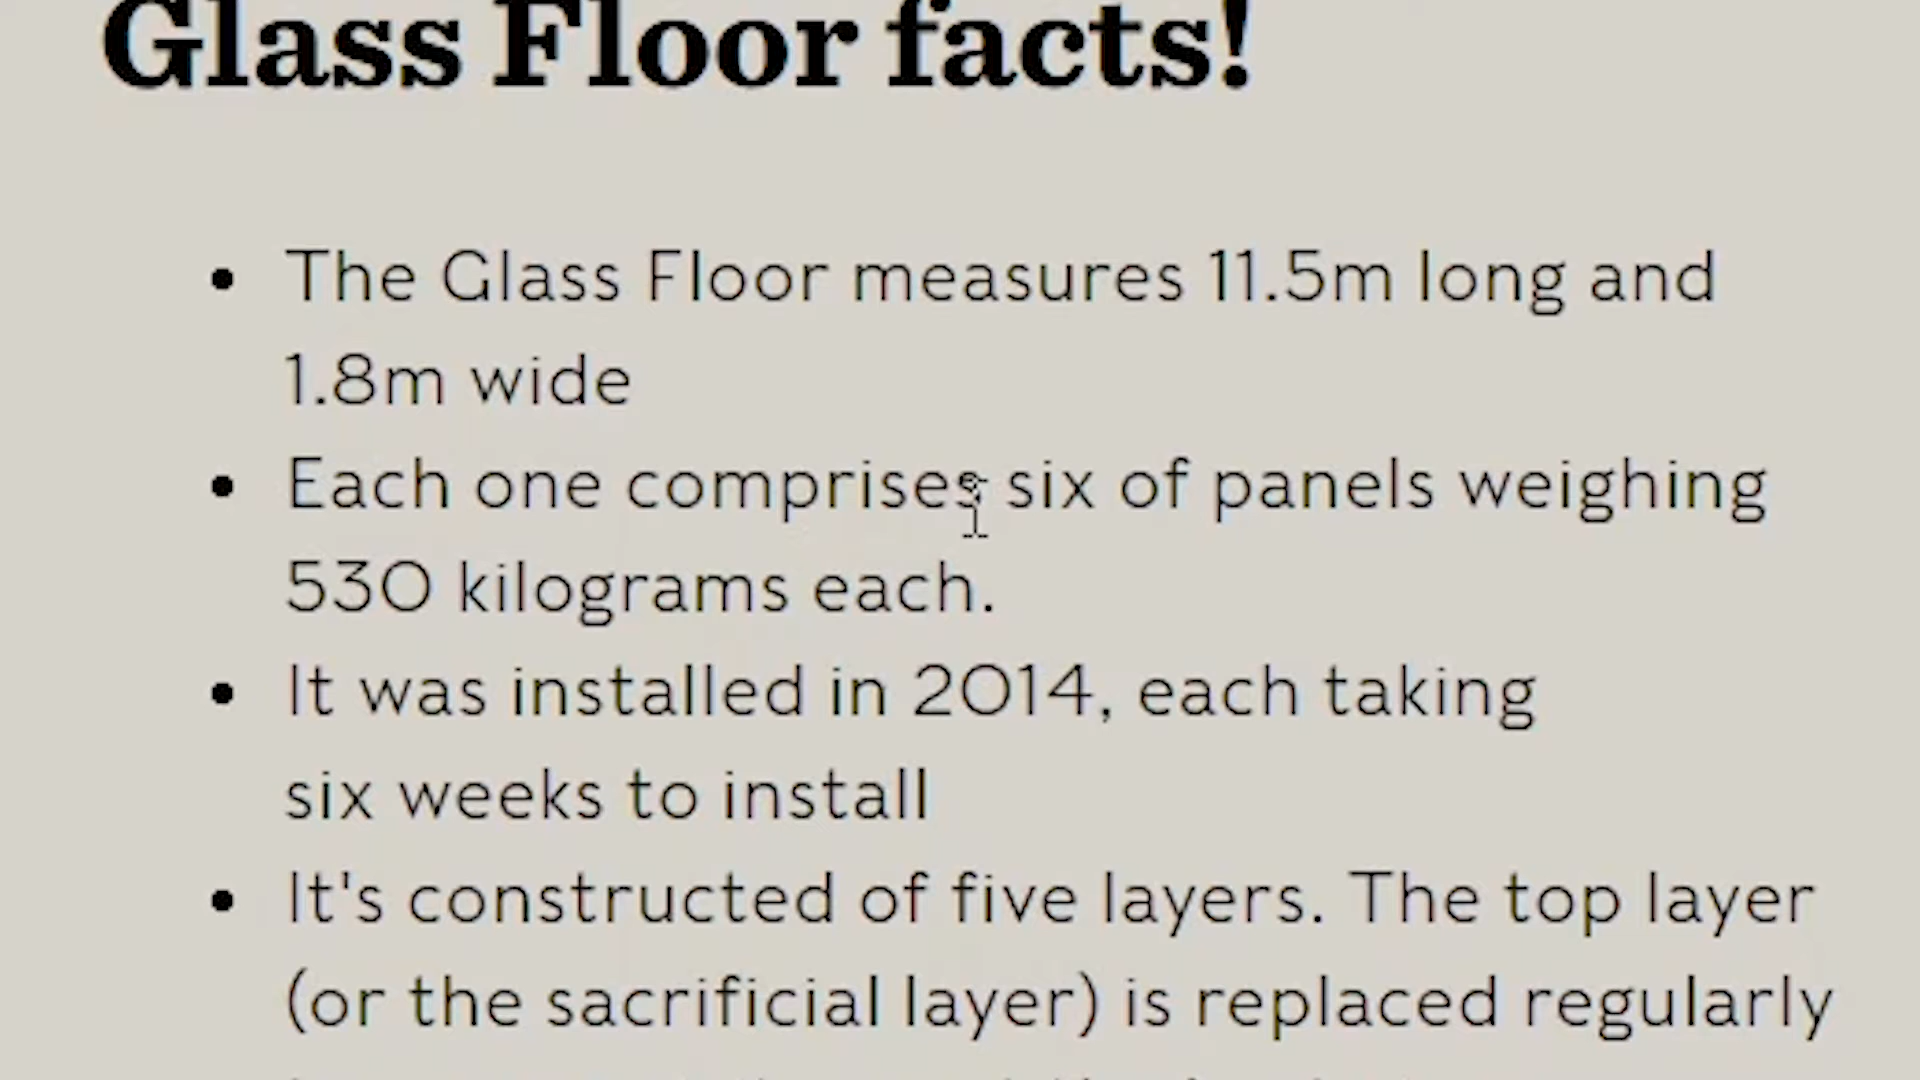 Glass Floor facts!
• The Glass Floor measures 11.5m long and
1.8m wide
• Each one comprises six of panels weighing
530 kilograms each.
• It was installed in 2014, each taking
six weeks to install
• It's constructed of five layers. The top layer
(or the sacrificial layer) is replaced regularly